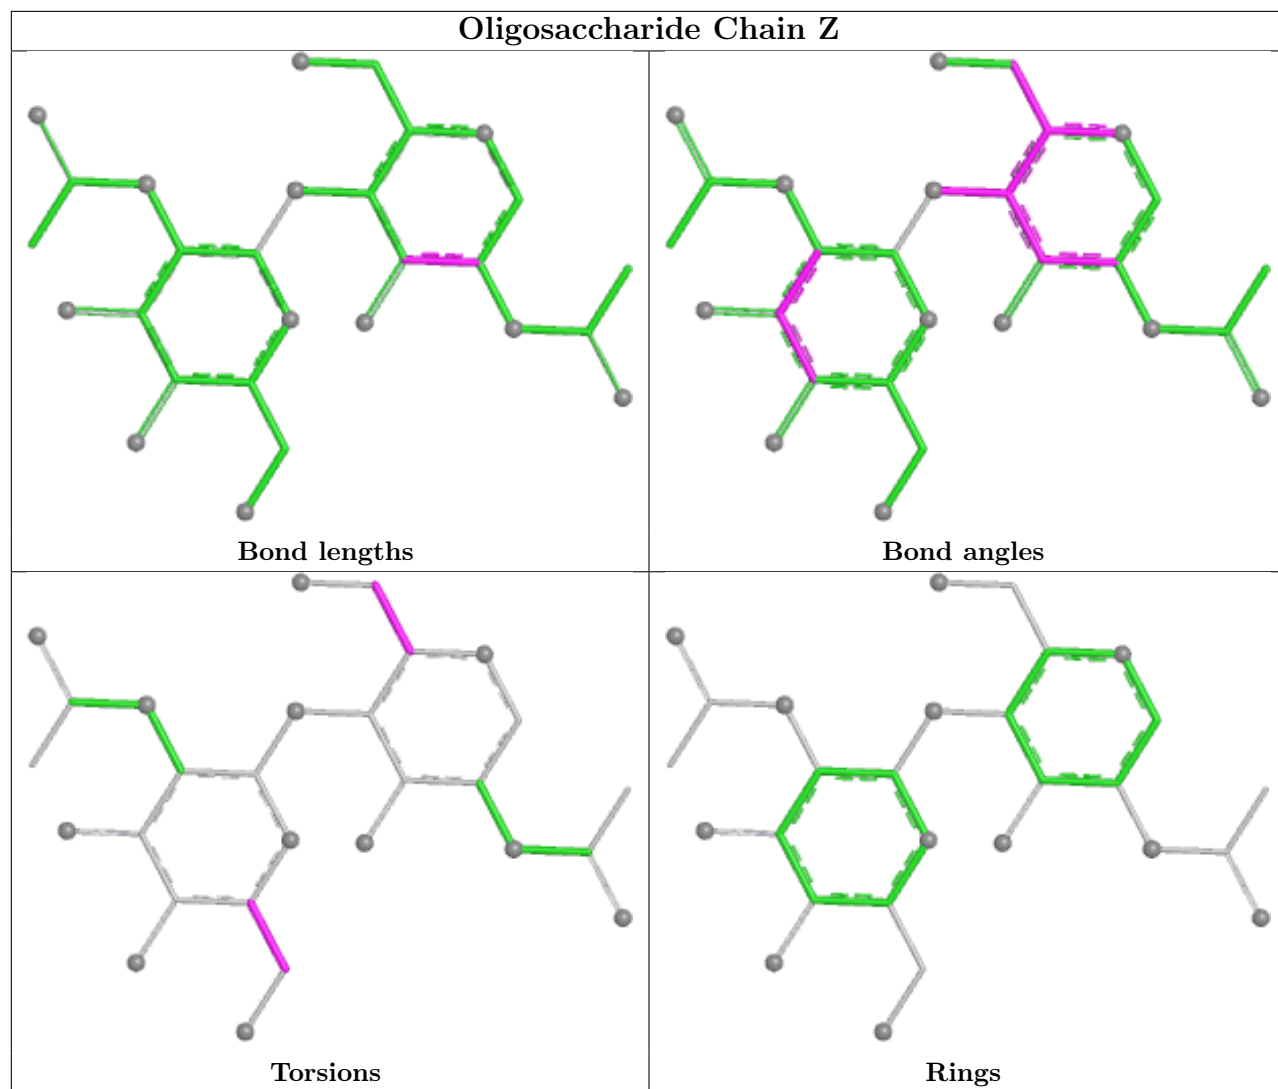 Oligosaccharide Chain Z
Bond lengths
Bond angles
Torsions
Rings